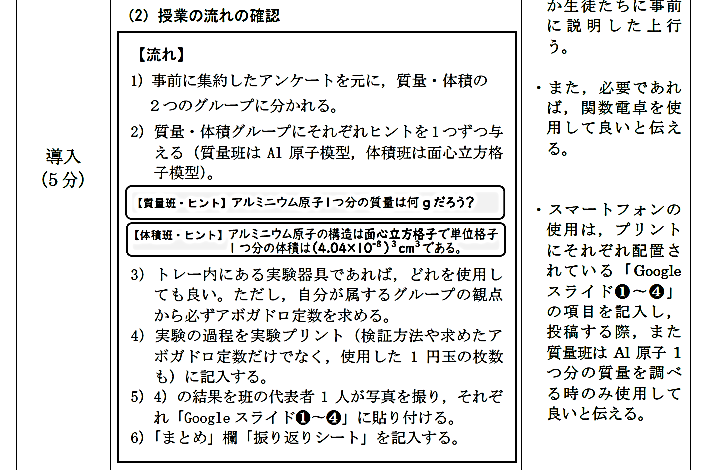 導入
(5分)
(2) 授業の流れの確認
【流れ】
1) 事前に集約したアンケートを元に，質量・体積の
2つのグループに分かれる。
2) 質量・体積グループにそれぞれヒントを1つずつ与
える（質量班は Al 原子模型，体積班は面心立方格
子模型）。
【質量班・ヒント】アルミニウム原子1つ分の質量は何gだろう？
【体積班・ヒント】アルミニウム原子の構造は面心立方格子で単位格子
1つ分の体積は(4.04×10⁻⁸)³cm³である。
3) トレー内にある実験器具であれば，どれを使用し
ても良い。ただし，自分が属するグループの観点
から必ずアボガドロ定数を求める。
4) 実験の過程を実験プリント（検証方法や求めたア
ボガドロ定数だけでなく，使用した 1 円玉の枚数
も）に記入する。
5) 4）の結果を班の代表者 1 人が写真を撮り，それぞ
れ「Google スライド❶〜❹」に貼り付ける。
6)「まとめ」欄「振り返りシート」を記入する。
か生徒たちに事前
に説明した上行
う。
・また，必要であれ
ば，関数電卓を使
用して良いと伝え
る。
・スマートフォンの
使用は，プリント
にそれぞれ配置さ
れている「Google
スライド❶〜❹」
の項目を記入し，
投稿する際，また
質量班は Al 原子 1
つ分の質量を調べ
る時のみ使用して
良いと伝える。